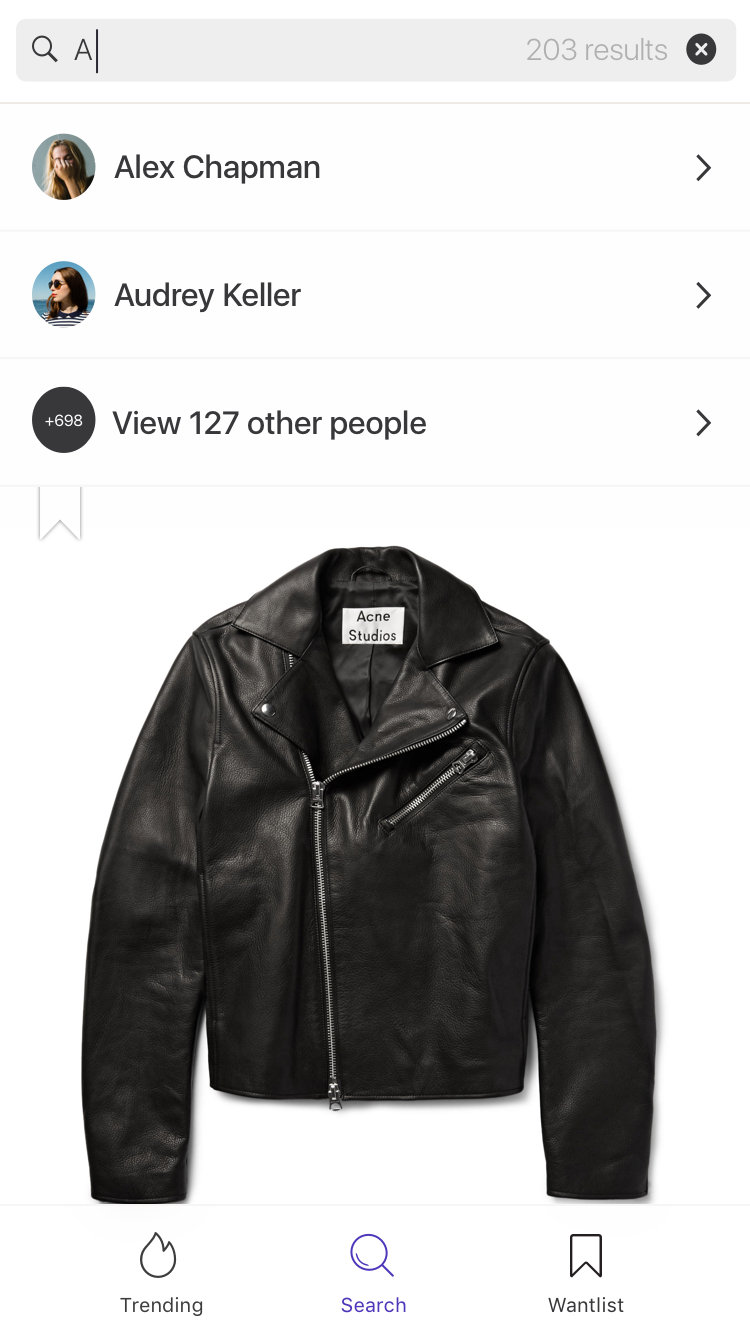 A
203 results
Alex Chapman
Audrey Keller
+698
View 127 other people
Acne
Studios
Trending
Search
Wantlist